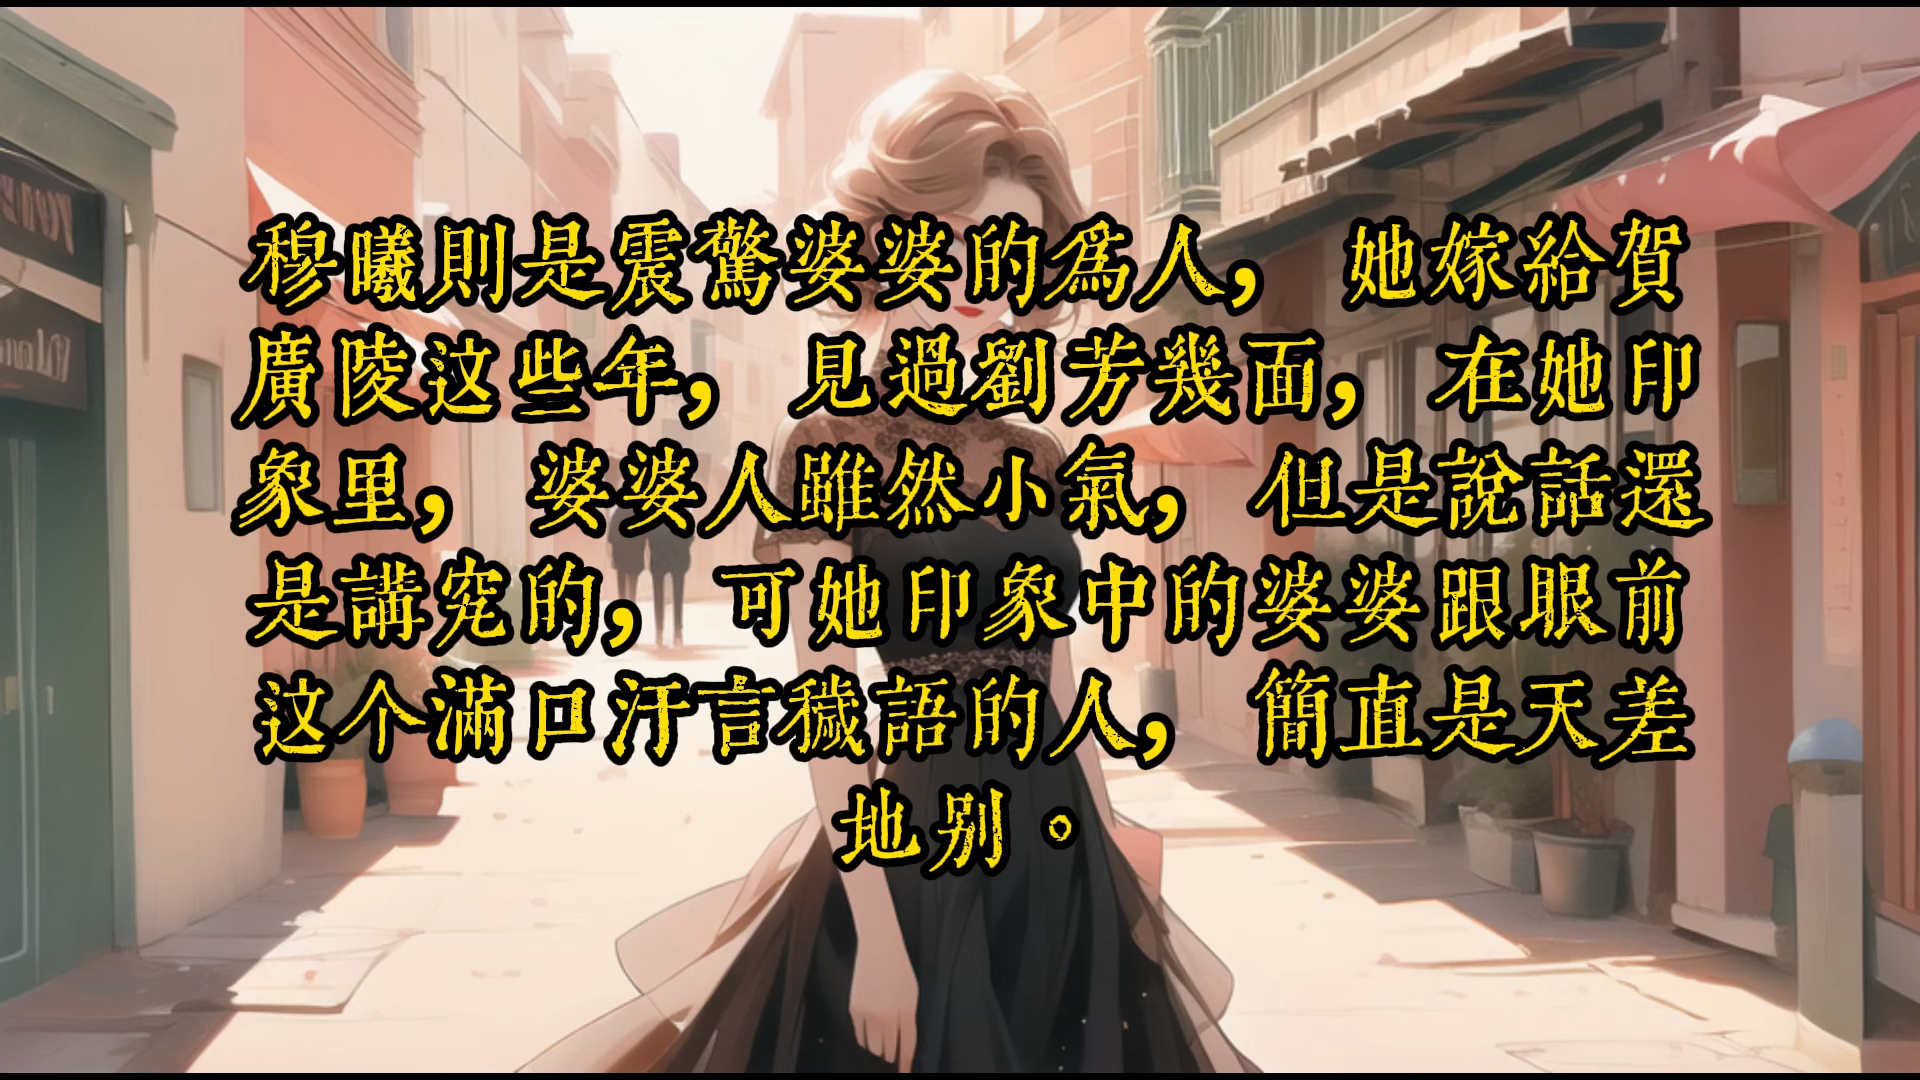 穆曦則是震驚婆婆的爲人，她嫁給賀
廣陵这些年，見過劉芳幾面，在她印
象里，婆婆人雖然小氣，但是說話還
是講究的，可她印象中的婆婆跟眼前
这个滿口汙言穢語的人，簡直是天差
地别。